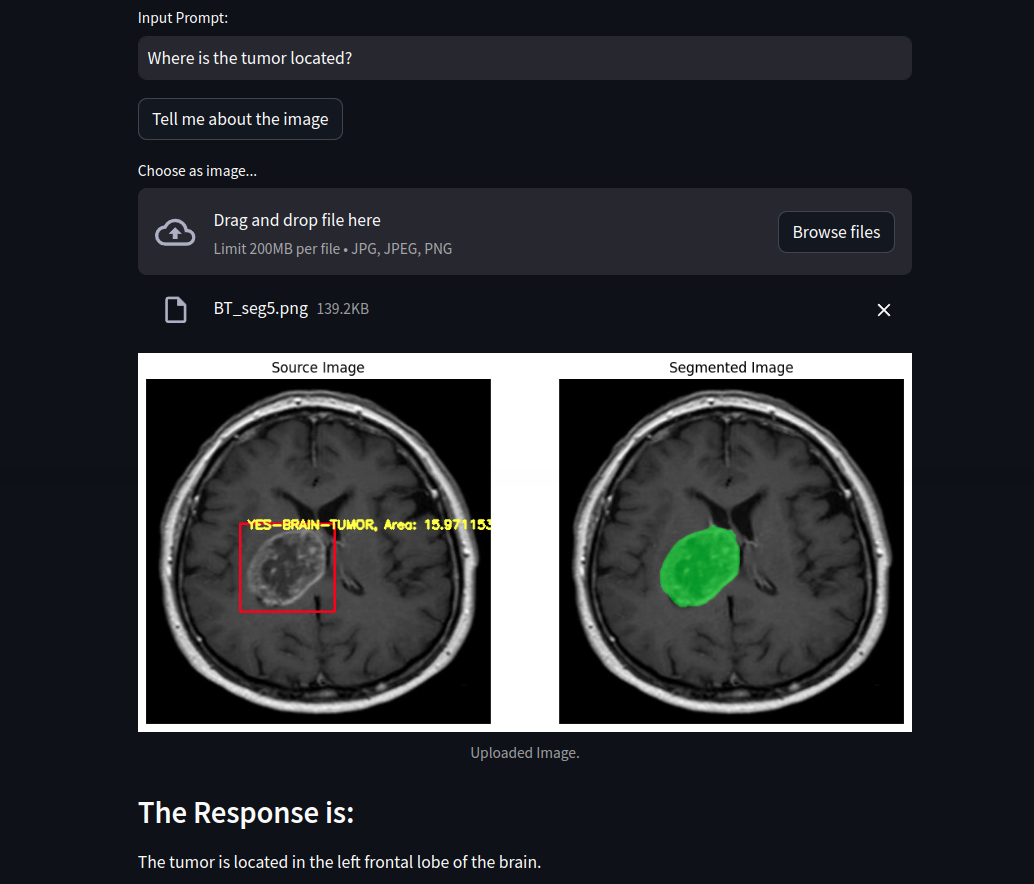 Input Prompt:
Where is the tumor located?
Tell me about the image
Choose as image...
Drag and drop file here
Limit 200MB per file • JPG, JPEG, PNG
Browse files
BT_seg5.png 139.2KB
Source Image
Segmented Image
YES-BRAIN-TUMOR, Area: 15.971153
Uploaded Image.
The Response is:
The tumor is located in the left frontal lobe of the brain.